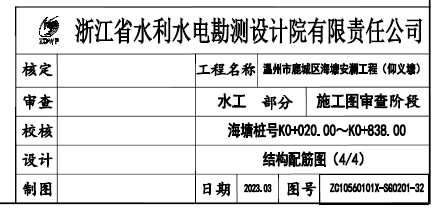 ZDWP 浙江省水利水电勘测设计院有限责任公司
核定 工程名称 温州市鹿城区海塘安澜工程（仰义塘）
审查 水工 部分 施工图审查阶段
校核 海塘桩号K0+020.00～K0+838.00
设计 结构配筋图（4/4）
制图 日期 2023.03 图号 ZC10560101X-SG0201-32